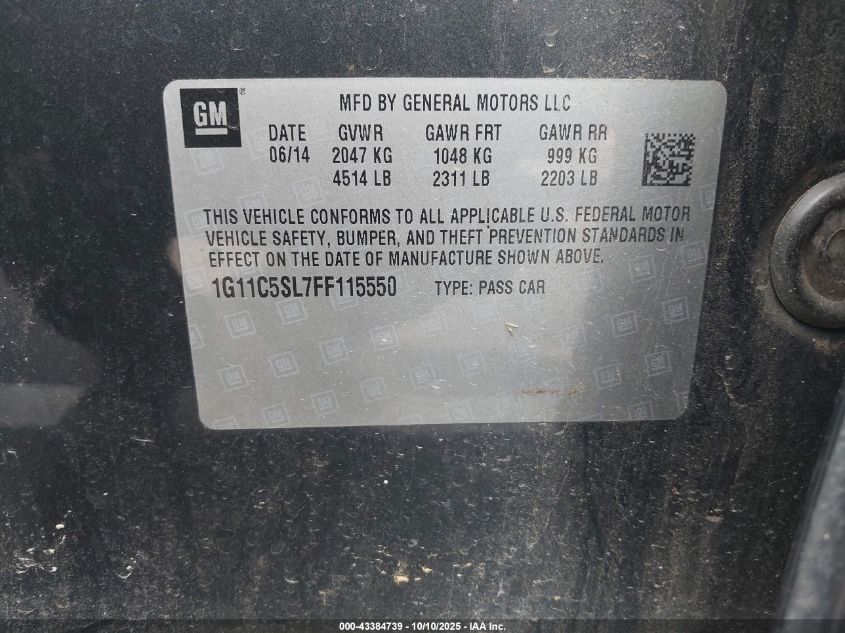 GM
MFD BY GENERAL MOTORS LLC
DATE GVWR GAWR FRT GAWR RR
06/14 2047 KG 1048 KG 999 KG
4514 LB 2311 LB 2203 LB
THIS VEHICLE CONFORMS TO ALL APPLICABLE U.S. FEDERAL MOTOR
VEHICLE SAFETY, BUMPER, AND THEFT PREVENTION STANDARDS IN
EFFECT ON THE DATE OF MANUFACTURE SHOWN ABOVE.
1G11C5SL7FF115550 TYPE: PASS CAR
000-43384739 - 10/10/2025 - IAA Inc.